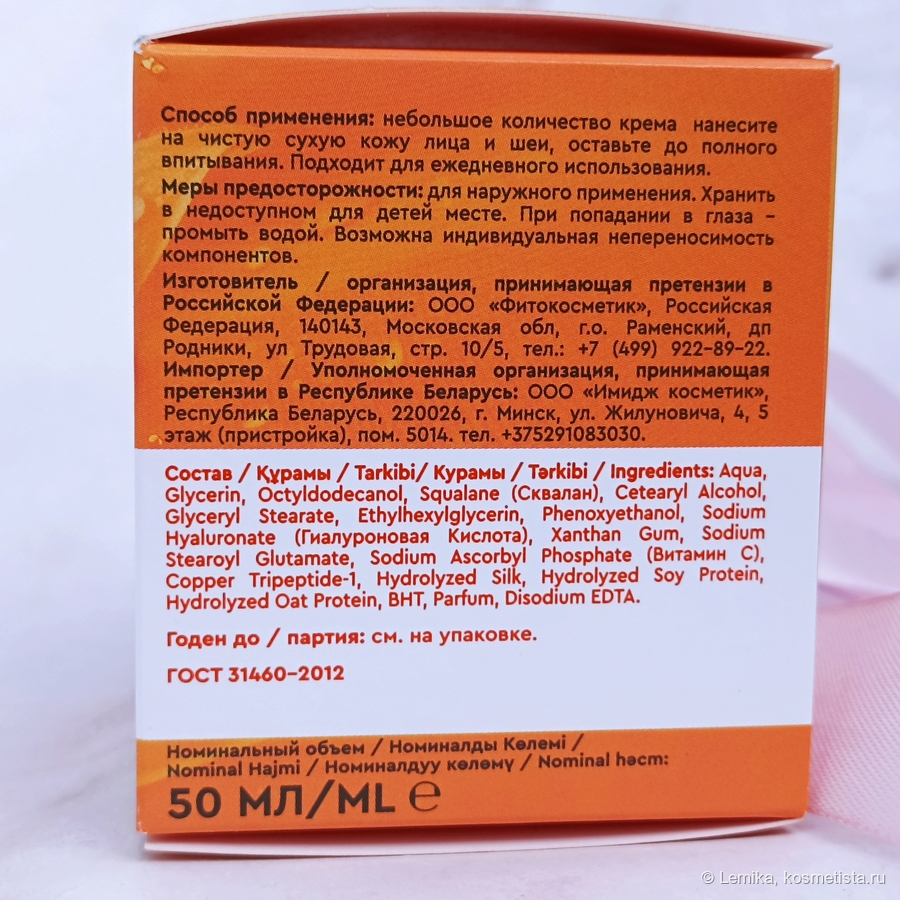 Способ применения: небольшое количество крема нанесите
на чистую сухую кожу лица и шеи, оставьте до полного
впитывания. Подходит для ежедневного использования.
Меры предосторожности: для наружного применения. Хранить
в недоступном для детей месте. При попадании в глаза –
промыть водой. Возможна индивидуальная непереносимость
компонентов.
Изготовитель / организация, принимающая претензии в
Российской Федерации: ООО «Фитокосметик», Российская
Федерация, 140143, Московская обл, г.о. Раменский, дп
Родники, ул Трудовая, стр. 10/5, тел.: +7 (499) 922-89-22.
Импортер / Уполномоченная организация, принимающая
претензии в Республике Беларусь: ООО «Имидж косметик»,
Республика Беларусь, 220026, г. Минск, ул. Жилуновича, 4, 5
этаж (пристройка), пом. 5014. тел. +375291083030.
Состав / Құрамы / Tarkibi/ Курамы / Tərkibi / Ingredients: Aqua,
Glycerin, Octyldodecanol, Squalane (Сквалан), Cetearyl Alcohol,
Glyceryl Stearate, Ethylhexylglycerin, Phenoxyethanol, Sodium
Hyaluronate (Гиалуроновая Кислота), Xanthan Gum, Sodium
Stearoyl Glutamate, Sodium Ascorbyl Phosphate (Витамин С),
Copper Tripeptide-1, Hydrolyzed Silk, Hydrolyzed Soy Protein,
Hydrolyzed Oat Protein, BHT, Parfum, Disodium EDTA.
Годен до / партия: см. на упаковке.
ГОСТ 31460-2012
Номинальный объем / Номиналды Көлемі /
Nominal Hajmi / Номиналдуу көлөмү / Nominal həcm:
50 МЛ/ML ℮
© Lemika, kosmetista.ru